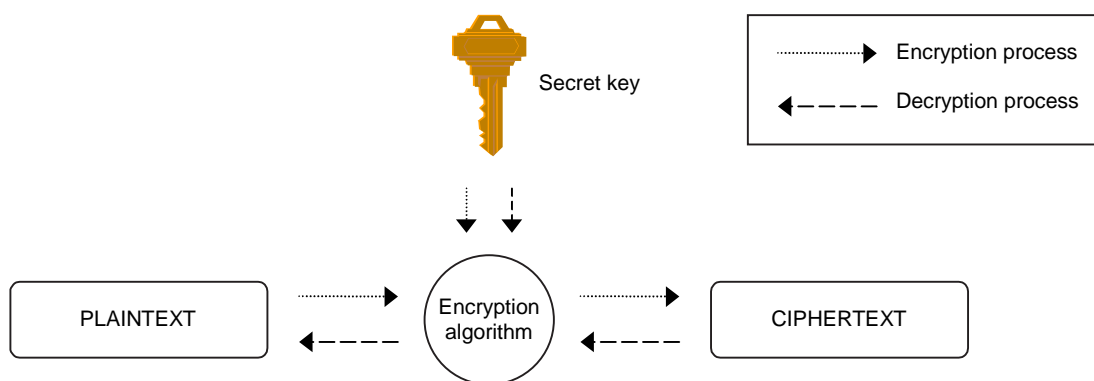 Secret key
Encryption process
Decryption process
PLAINTEXT
Encryption
algorithm
CIPHERTEXT